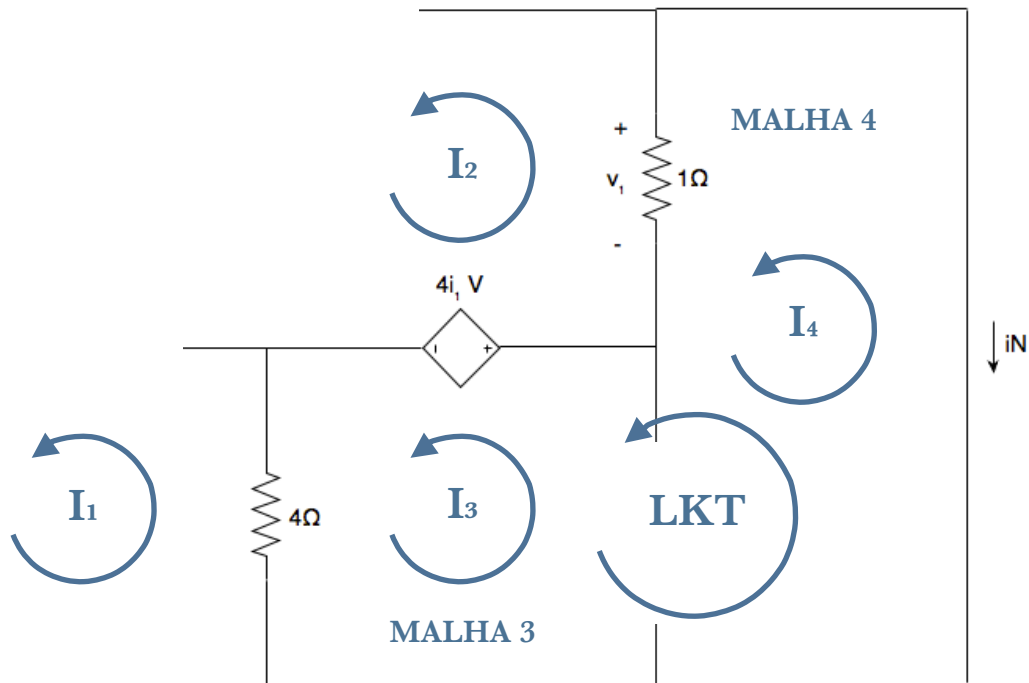 MALHA 4
I₂
+
v₁
1Ω
-
4i₁ V
- +
I₄
iN
I₁
4Ω
I₃
LKT
MALHA 3